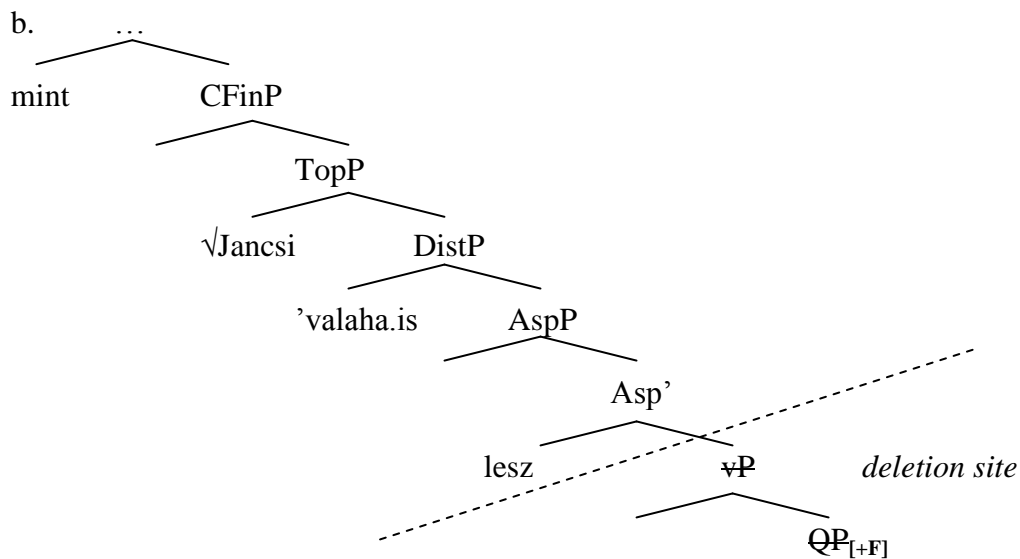 b. …
mint CFinP
TopP
√Jancsi DistP
’valaha.is AspP
Asp’
lesz vP deletion site
QP[+F]